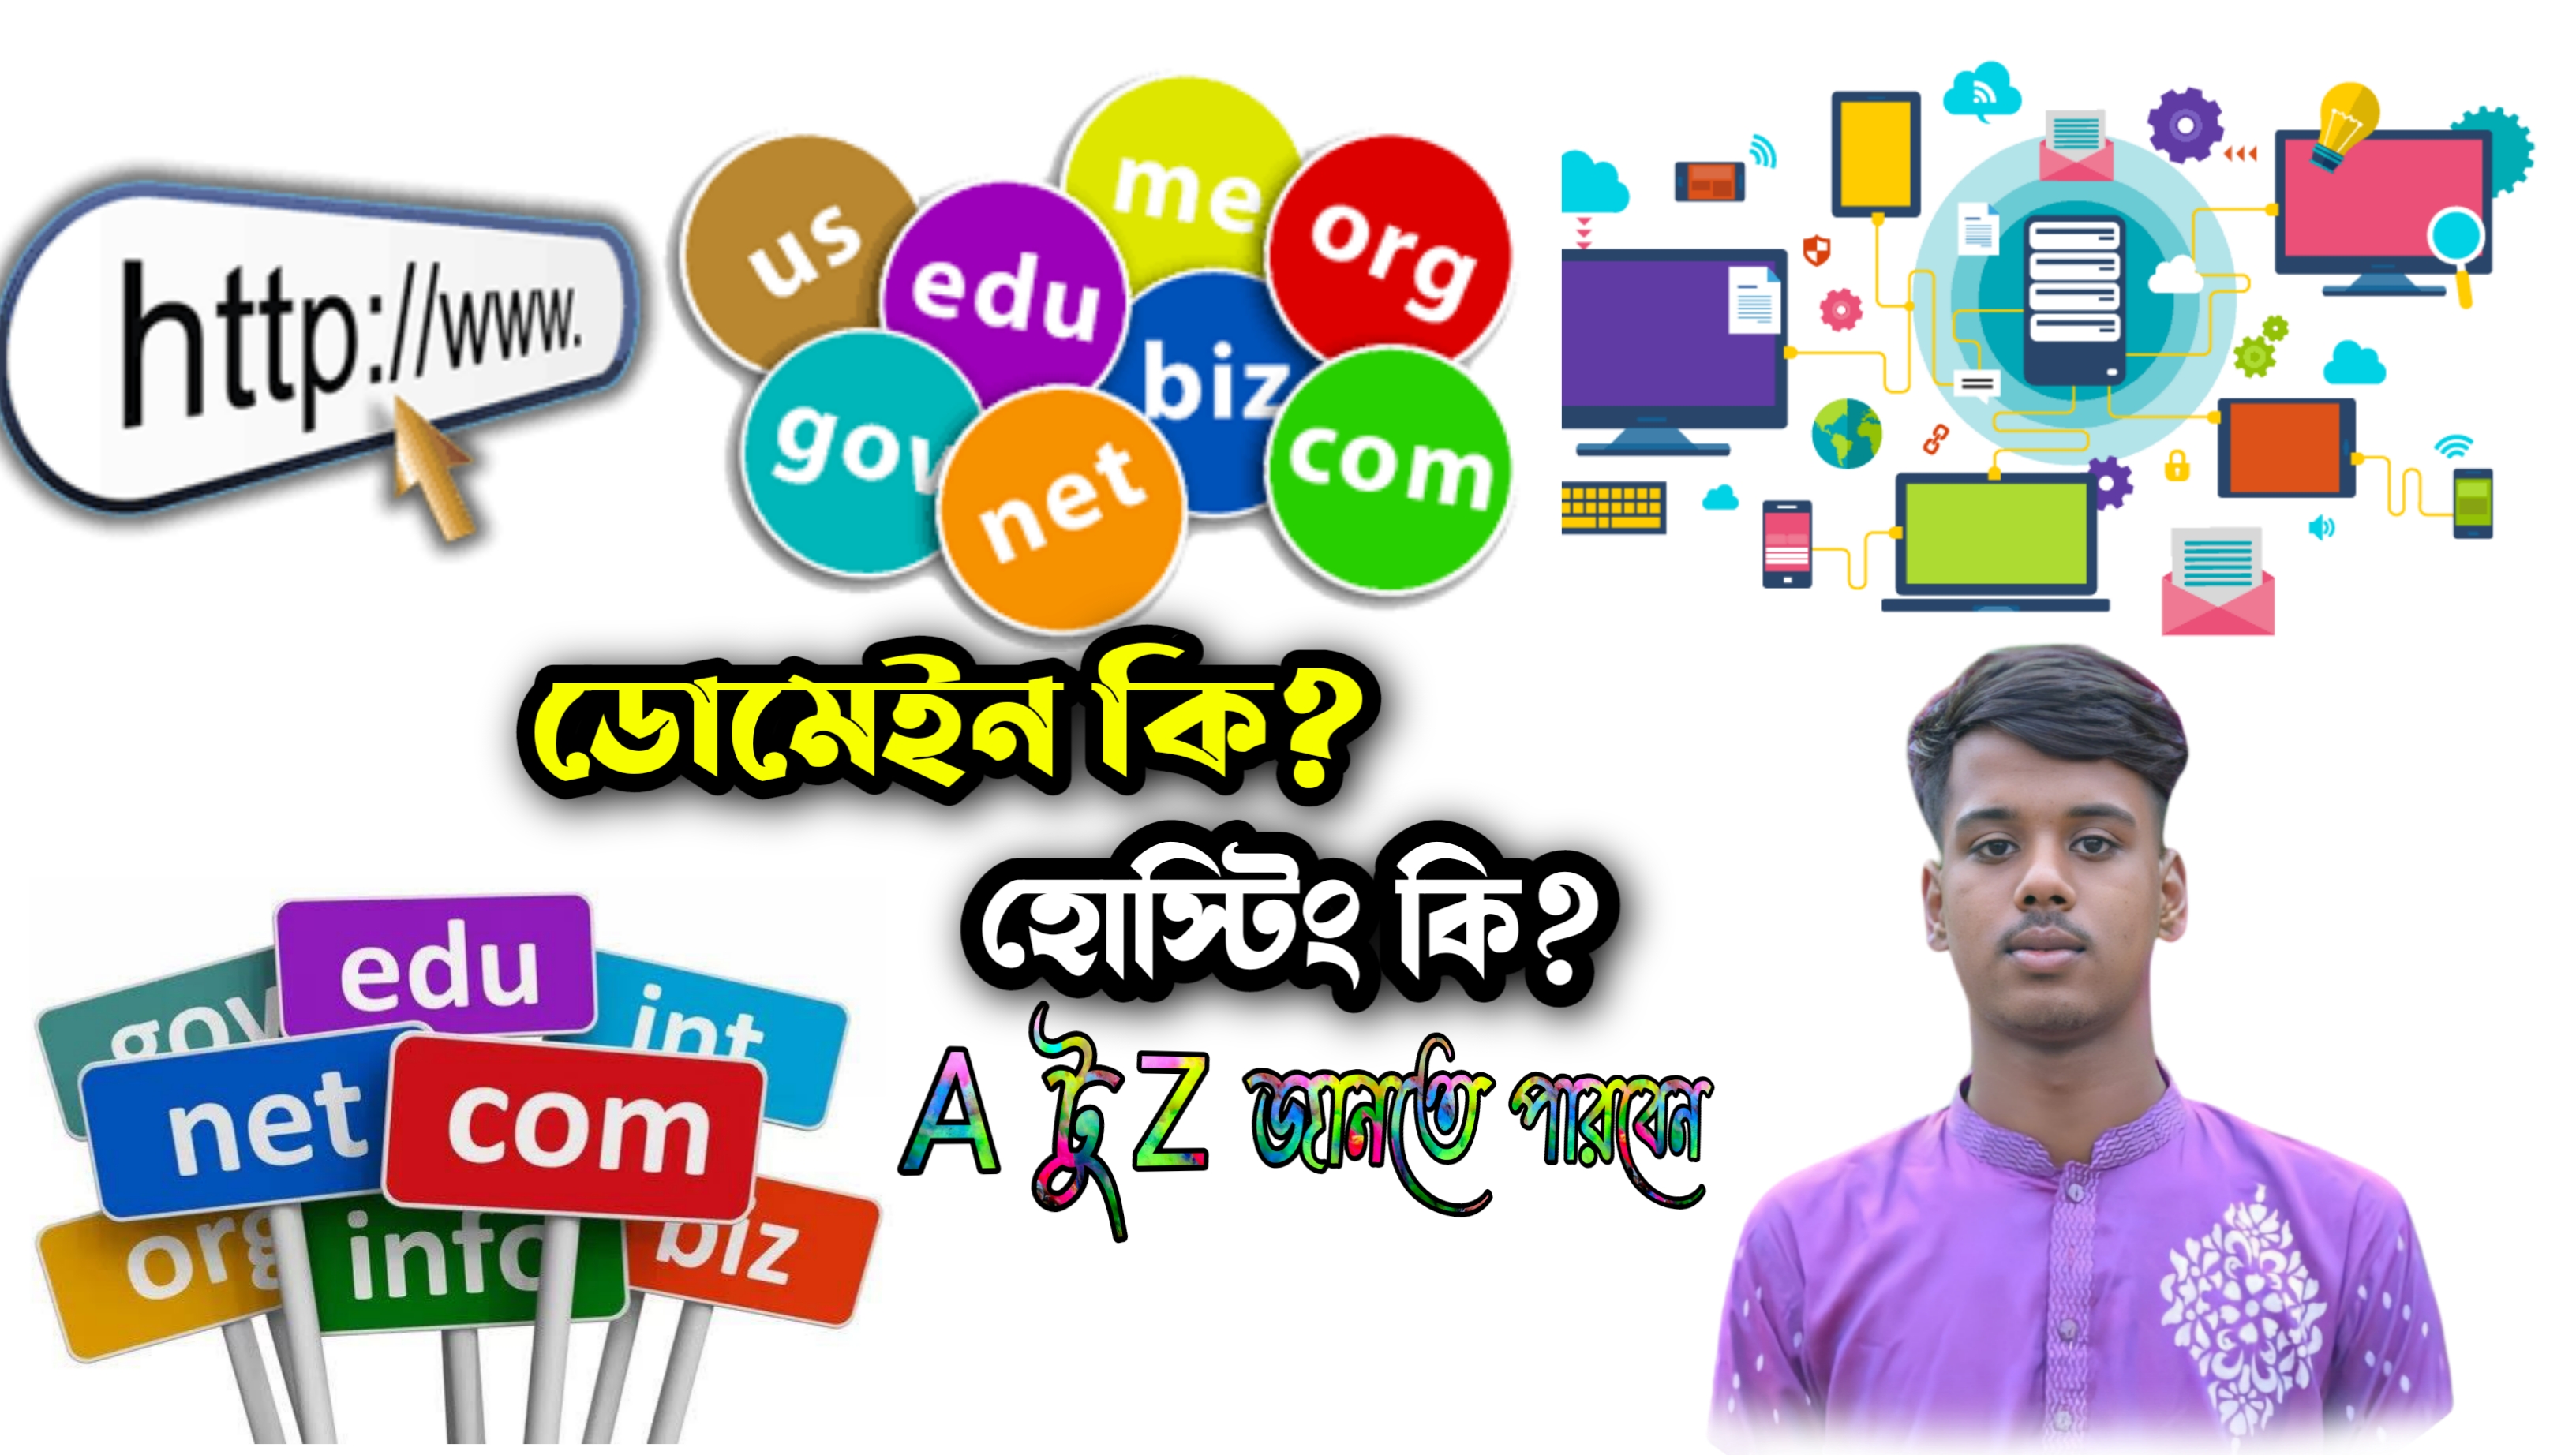 http://www.
us
me
org
edu
biz
gov
net
com
ডোমেইন কি?
হোস্টিং কি?
A টু Z জানতে পারবেন
edu
gov
int
net
com
org
info
biz